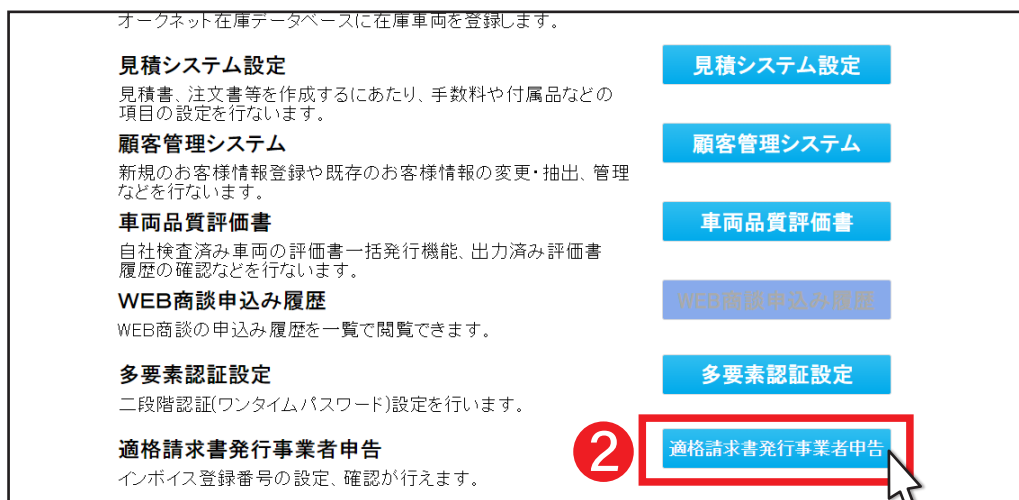 オークネット在庫データベースに在庫車両を登録します。
見積システム設定
見積システム設定
見積書、注文書等を作成するにあたり、手数料や付属品などの
項目の設定を行ないます。
顧客管理システム
顧客管理システム
新規のお客様情報登録や既存のお客様情報の変更・抽出、管理
などを行ないます。
車両品質評価書
車両品質評価書
自社検査済み車両の評価書一括発行機能、出力済み評価書
履歴の確認などを行ないます。
WEB商談申込み履歴
WEB商談申込み履歴
WEB商談の申込み履歴を一覧で閲覧できます。
多要素認証設定
多要素認証設定
二段階認証(ワンタイムパスワード)設定を行います。
適格請求書発行事業者申告
2
適格請求書発行事業者申告
インボイス登録番号の設定、確認が行えます。